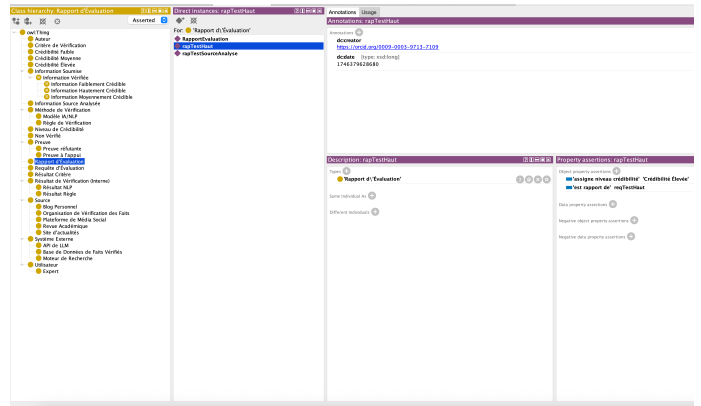 Class hierarchy: Rapport d'Évaluation
Asserted
owl:Thing
Auteur
Critère de Vérification
Crédibilité Faible
Crédibilité Moyenne
Crédibilité Élevée
Information Soumise
Information Vérifiée
Information Faiblement Crédible
Information Hautement Crédible
Information Moyennement Crédible
Information Source Analysée
Méthode de Vérification
Modèle IA/NLP
Règle de Vérification
Niveau de Crédibilité
Non Vérifié
Preuve
Preuve réfutante
Preuve à l'appui
Rapport d'Évaluation
Requête d'Évaluation
Résultat Critère
Résultat de Vérification (Interne)
Résultat NLP
Résultat Règle
Source
Blog Personnel
Organisation de Vérification des Faits
Plateforme de Média Social
Revue Académique
Site d'actualités
Système Externe
API de LLM
Base de Données de Faits Vérifiés
Moteur de Recherche
Utilisateur
Expert
Direct instances: rapTestHaut
For: 'Rapport d\'Évaluation'
RapportEvaluation
rapTestHaut
rapTestSourceAnalyse
Annotations Usage
Annotations: rapTestHaut
Annotations
dc:creator
https://orcid.org/0009-0003-9713-7109
dc:date [type: xsd:long]
1746379628680
Description: rapTestHaut
Types
'Rapport d\'Évaluation'
Same Individual As
Different Individuals
Property assertions: rapTestHaut
Object property assertions
'assigne niveau crédibilité' 'Crédibilité Élevée'
'est rapport de' reqTestHaut
Data property assertions
Negative object property assertions
Negative data property assertions